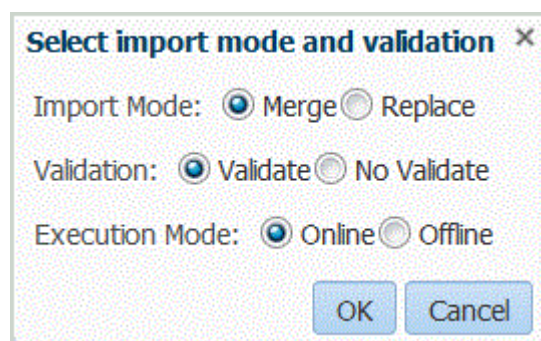 Select import mode and validation ×
Import Mode: Merge Replace
Validation: Validate No Validate
Execution Mode: Online Offline
OK Cancel